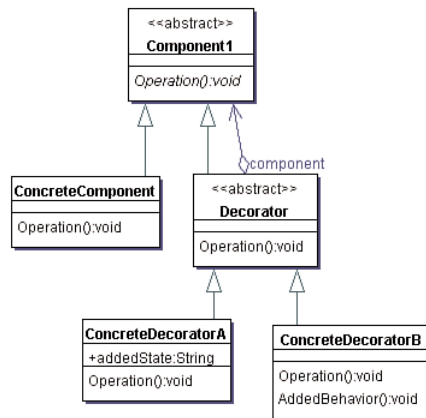 <<abstract>>
Component1
Operation():void
component
ConcreteComponent
Operation():void
<<abstract>>
Decorator
Operation():void
ConcreteDecoratorA
+addedState:String
Operation():void
ConcreteDecoratorB
Operation():void
AddedBehavior():void